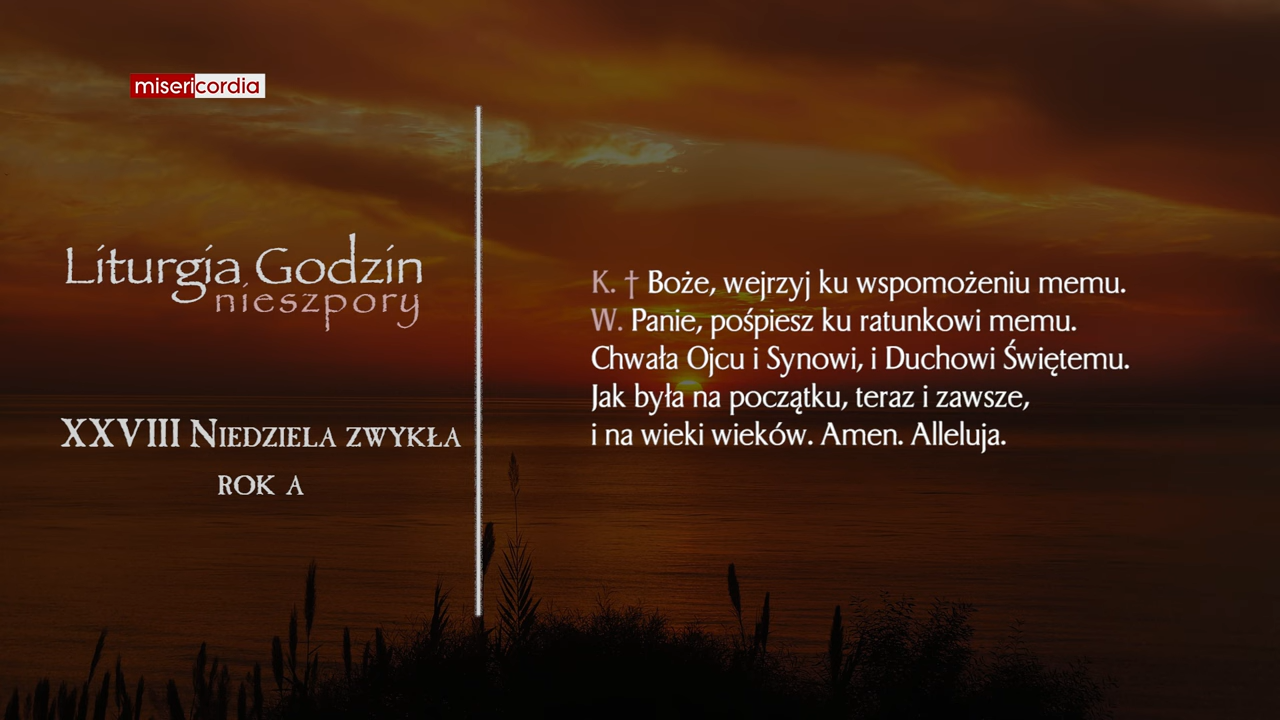 misericordia
Liturgia Godzin
nieszpory
XXVIII Niedziela zwykła
rok A
K. † Boże, wejrzyj ku wspomożeniu memu.
W. Panie, pośpiesz ku ratunkowi memu.
Chwała Ojcu i Synowi, i Duchowi Świętemu.
Jak była na początku, teraz i zawsze,
i na wieki wieków. Amen. Alleluja.